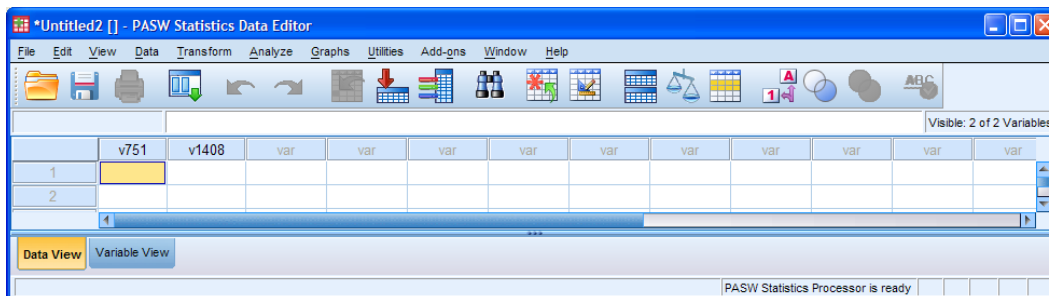 *Untitled2 [] - PASW Statistics Data Editor
File Edit View Data Transform Analyze Graphs Utilities Add-ons Window Help
A
1
ABC
Visible: 2 of 2 Variables
v751 v1408 var var var var var var var var var var
1
2
Data View Variable View
PASW Statistics Processor is ready